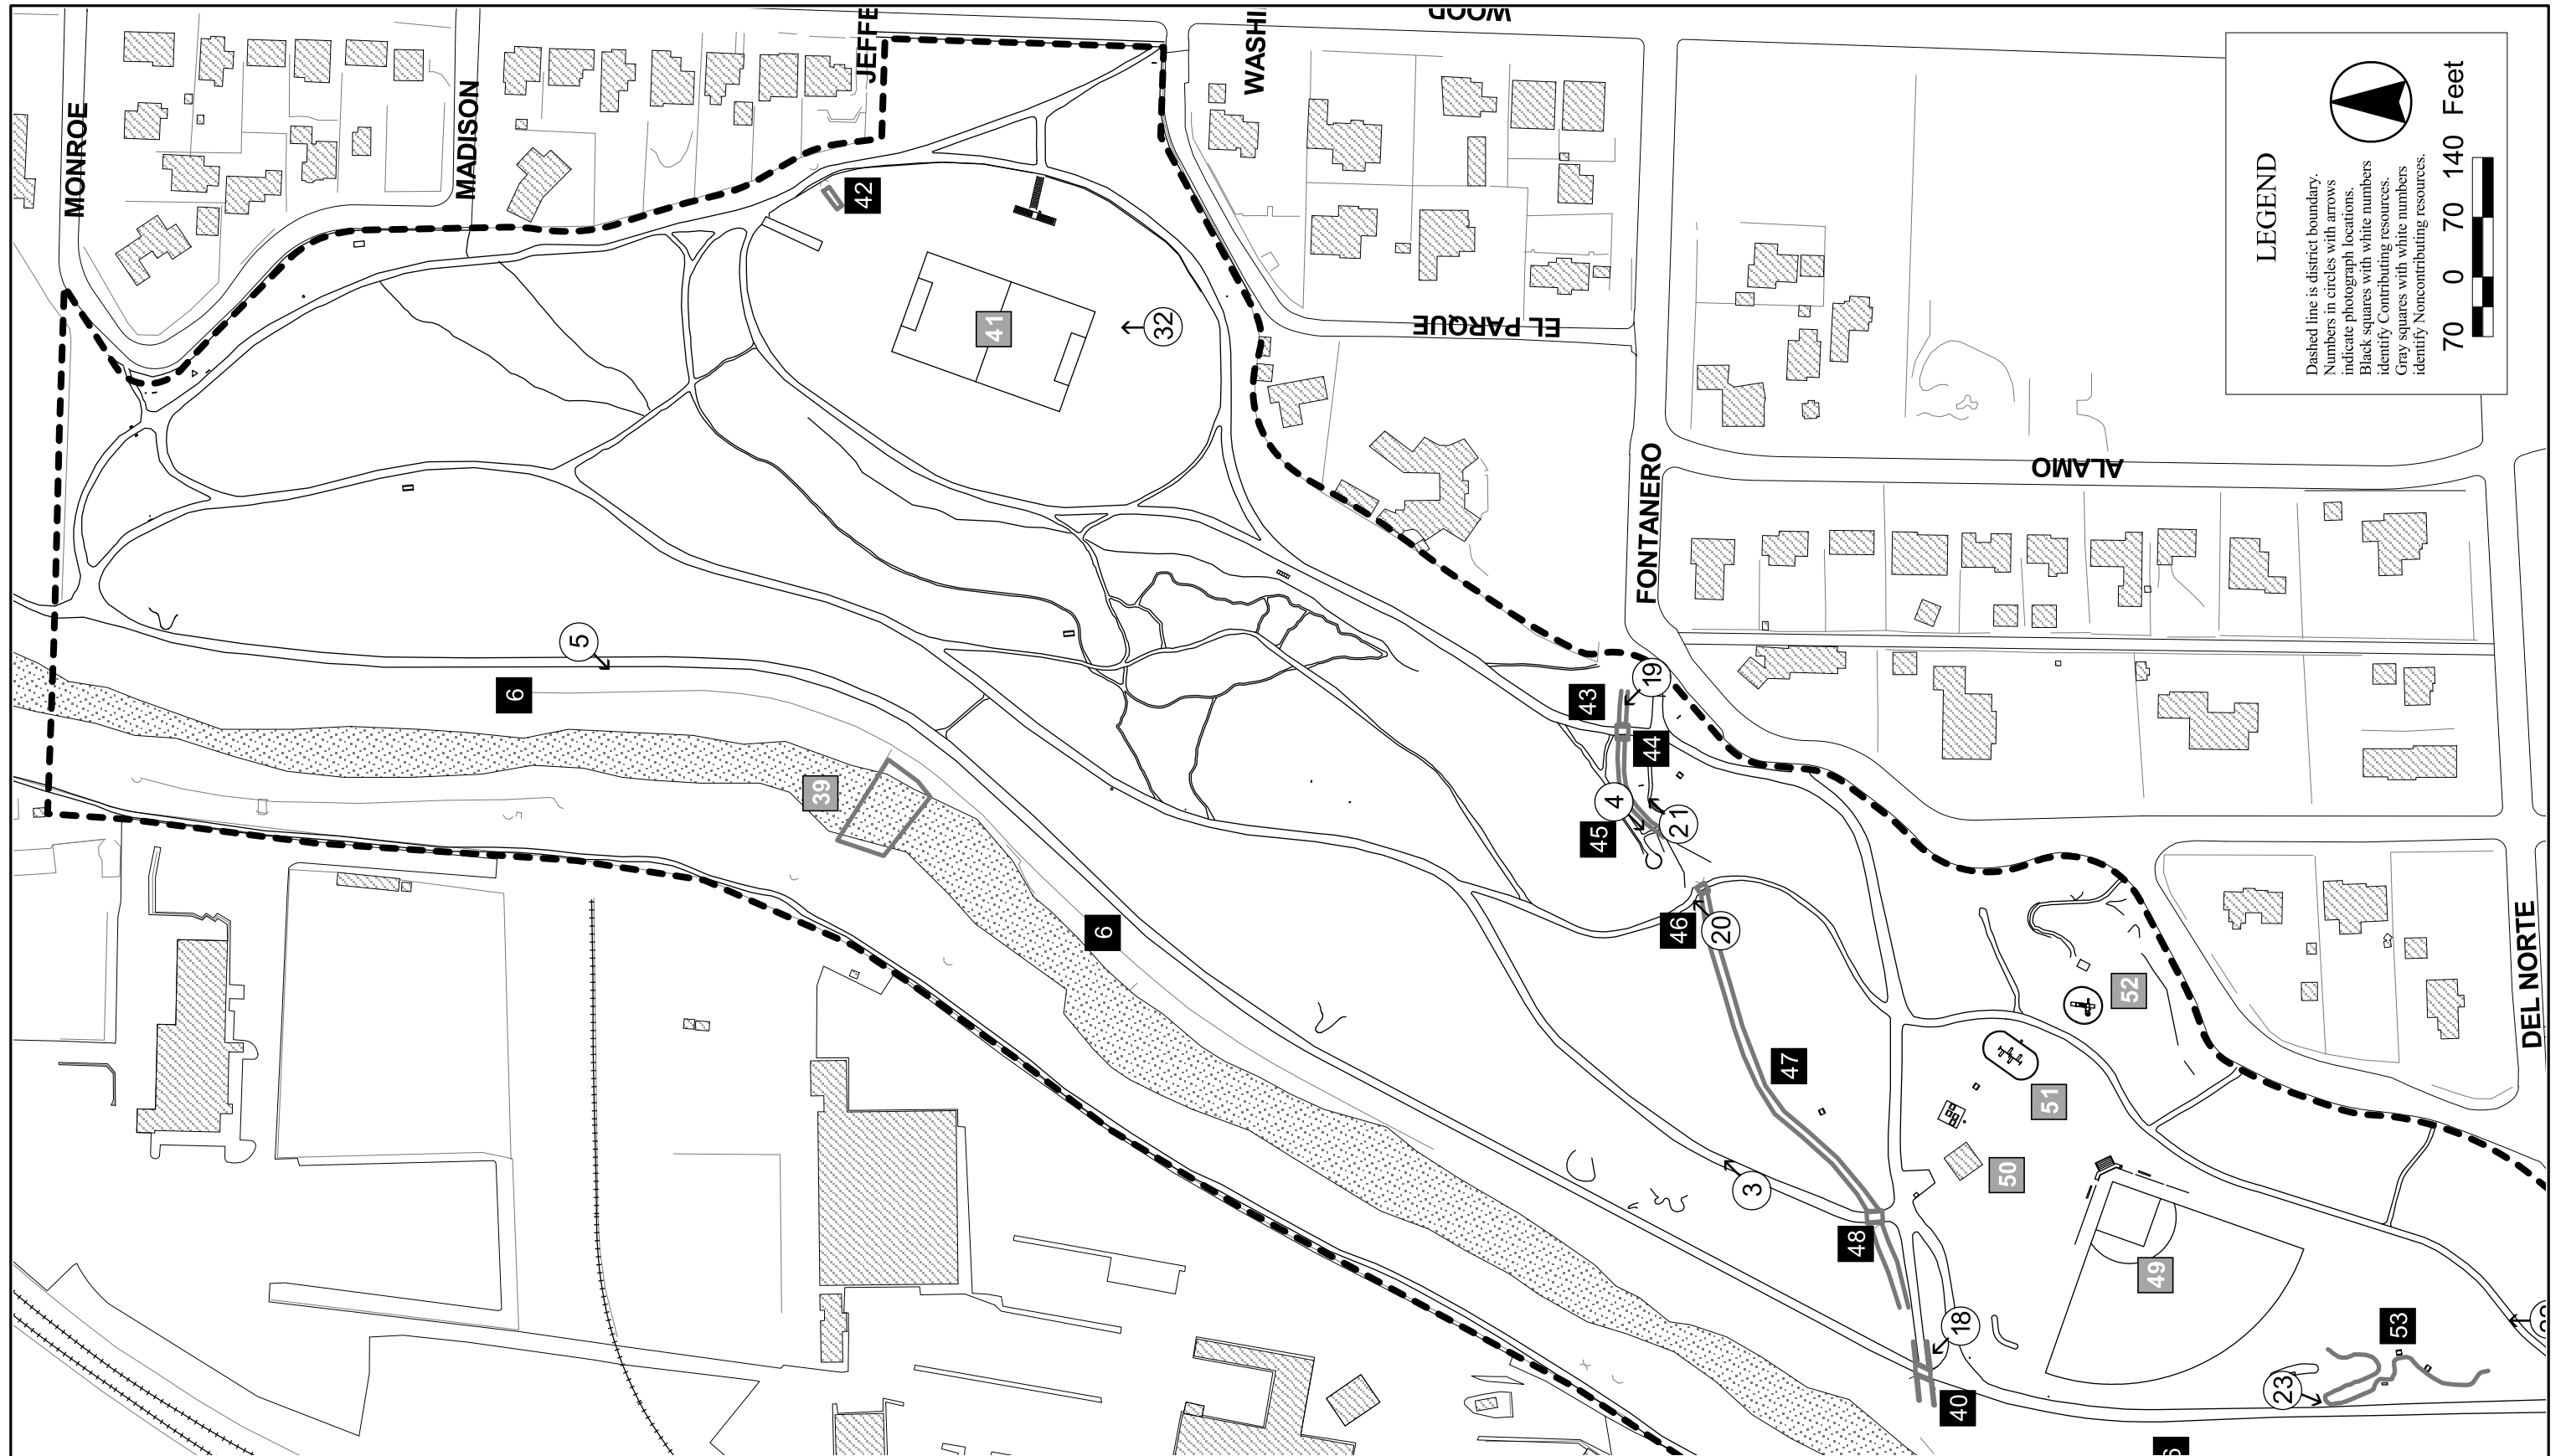 MONROE
MADISON
JEFFE
WASHI
WOOD
42
41
32
EL PARQUE
LEGEND
Dashed line is district boundary.
Numbers in circles with arrows
indicate photograph locations.
Black squares with white numbers
identify Contributing resources.
Gray squares with white numbers
identify Noncontributing resources.
70 0 70 140 Feet
FONTANERO
ALAMO
5
6
39
6
43
19
44
4
45
21
46
20
47
3
48
52
51
50
49
DEL NORTE
18
40
53
23